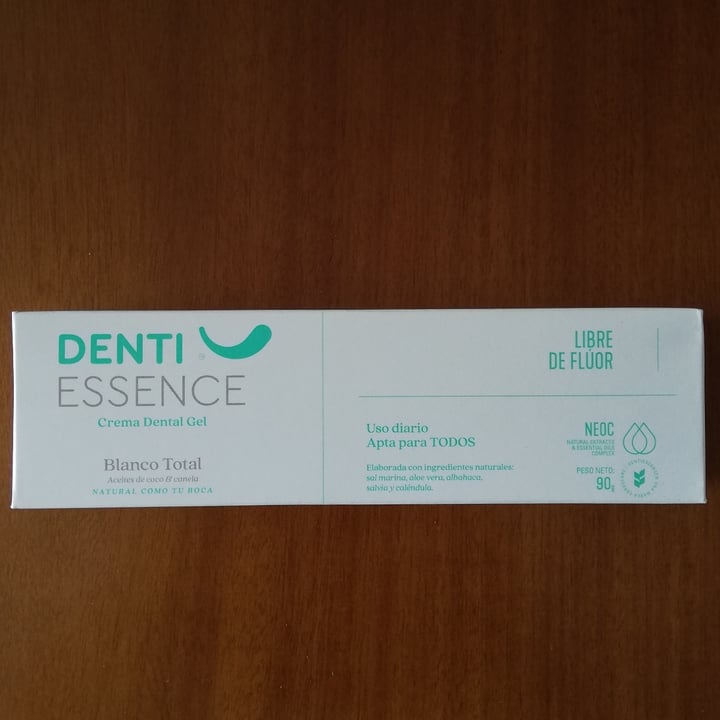 DENTI
ESSENCE
®
Crema Dental Gel
Blanco Total
Aceites de coco & canela
NATURAL COMO TU BOCA
LIBRE
DE FLÚOR
Uso diario
Apta para TODOS
Elaborada con ingredientes naturales:
sal marina, aloe vera, albahaca,
salvia y caléndula.
NEOC
NATURAL EXTRACTS
& ESSENTIAL OILS
COMPLEX
PESO NETO:
90g